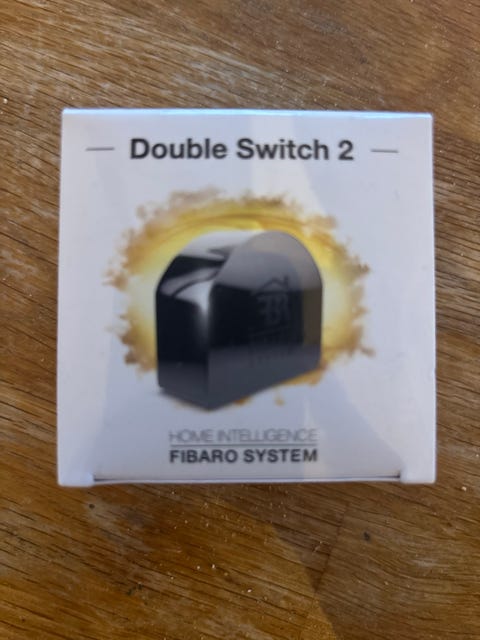 Double Switch 2
HOME INTELLIGENCE
FIBARO SYSTEM